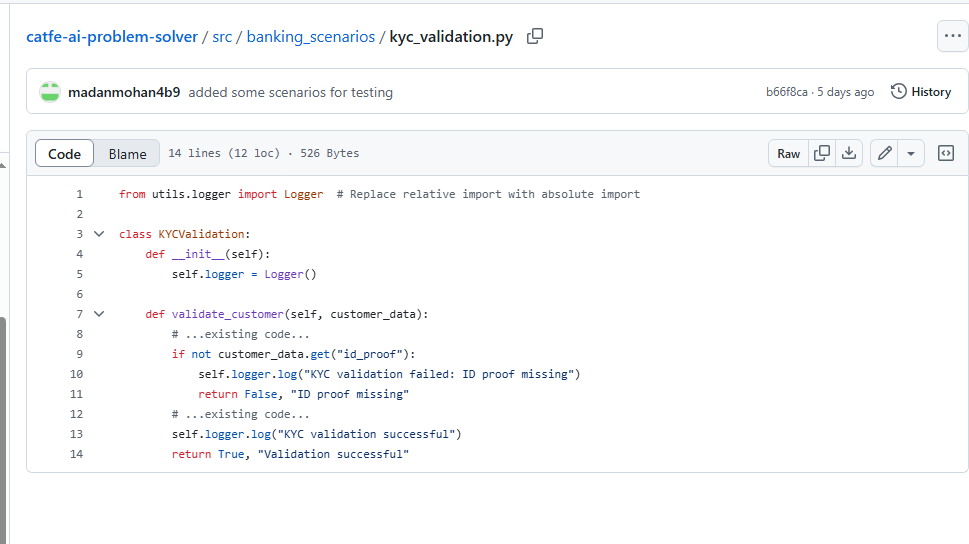 catfe-ai-problem-solver / src / banking_scenarios / kyc_validation.py
madanmohan4b9 added some scenarios for testing b66f8ca · 5 days ago History
Code Blame 14 lines (12 loc) · 526 Bytes Raw
1 from utils.logger import Logger  # Replace relative import with absolute import
2
3 class KYCValidation:
4     def __init__(self):
5         self.logger = Logger()
6
7     def validate_customer(self, customer_data):
8         # ...existing code...
9         if not customer_data.get("id_proof"):
10             self.logger.log("KYC validation failed: ID proof missing")
11             return False, "ID proof missing"
12         # ...existing code...
13         self.logger.log("KYC validation successful")
14         return True, "Validation successful"